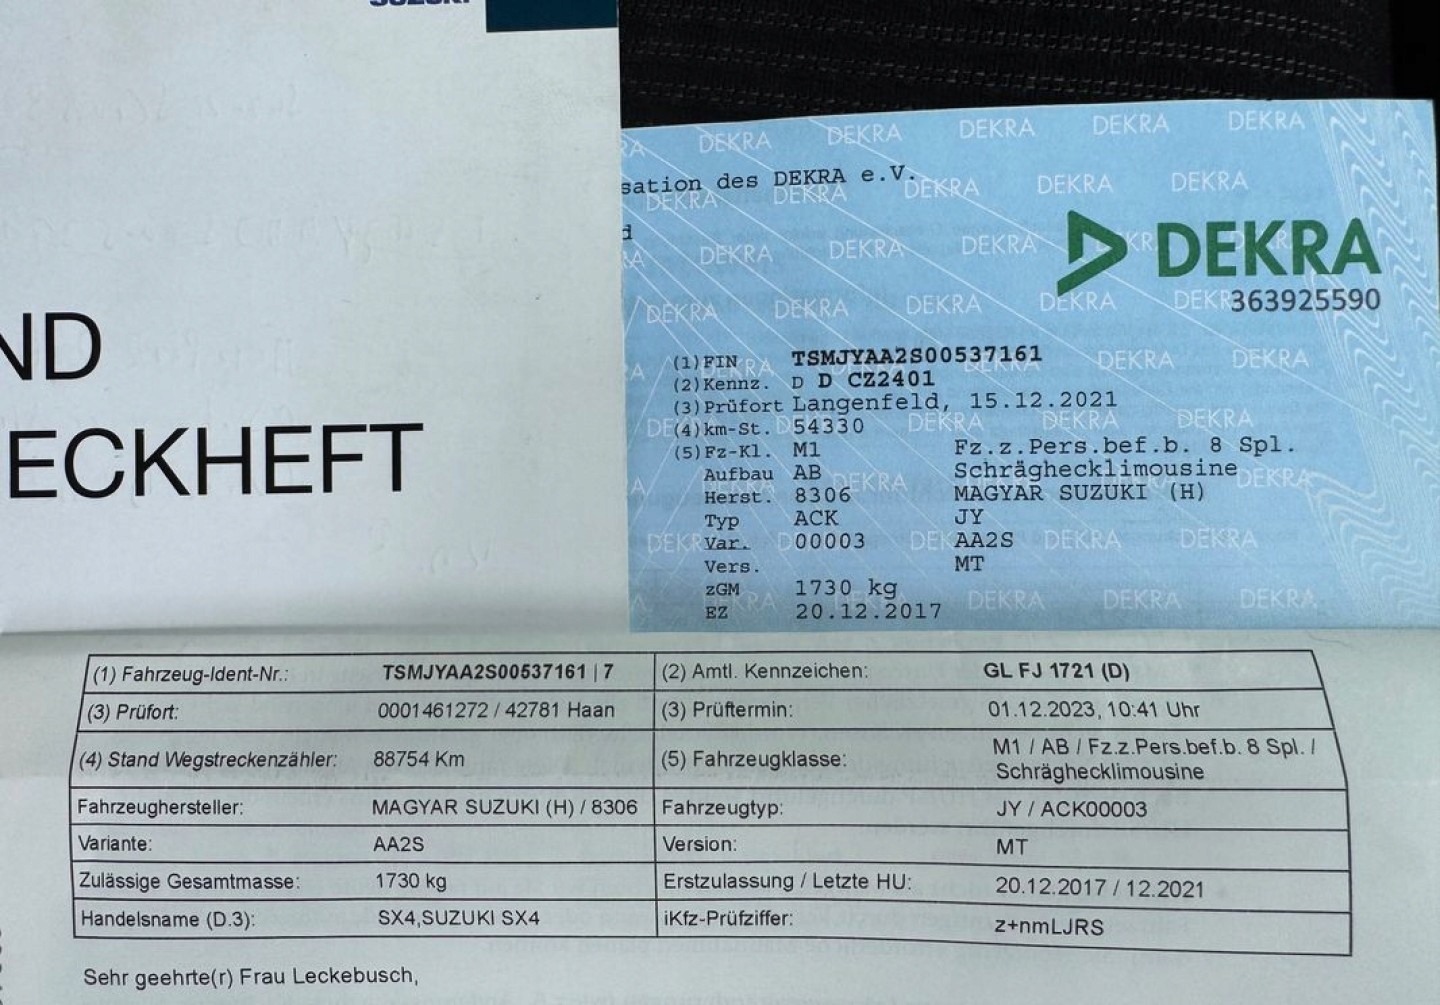 SUZUKI
ND
ECKHEFT
sation des DEKRA e.V.
d
DEKRA
363925590
(1) FIN TSMJYAA2S00537161
(2) Kennz. D D CZ2401
(3) Prüfort Langenfeld, 15.12.2021
(4) km-St. 54330
(5) Fz-Kl. M1 Fz.z.Pers.bef.b. 8 Spl.
Aufbau AB Schräghecklimousine
Herst. 8306 MAGYAR SUZUKI (H)
Typ ACK JY
Var. 00003 AA2S
Vers. MT
zGM 1730 kg
EZ 20.12.2017
(1) Fahrzeug-Ident-Nr.: TSMJYAA2S00537161 | 7 (2) Amtl. Kennzeichen: GL FJ 1721 (D)
(3) Prüfort: 0001461272 / 42781 Haan (3) Prüftermin: 01.12.2023, 10:41 Uhr
(4) Stand Wegstreckenzähler: 88754 Km (5) Fahrzeugklasse: M1 / AB / Fz.z.Pers.bef.b. 8 Spl. /
Schräghecklimousine
Fahrzeughersteller: MAGYAR SUZUKI (H) / 8306 Fahrzeugtyp: JY / ACK00003
Variante: AA2S Version: MT
Zulässige Gesamtmasse: 1730 kg Erstzulassung / Letzte HU: 20.12.2017 / 12.2021
Handelsname (D.3): SX4,SUZUKI SX4 iKfz-Prüfziffer: z+nmLJRS
Sehr geehrte(r) Frau Leckebusch,